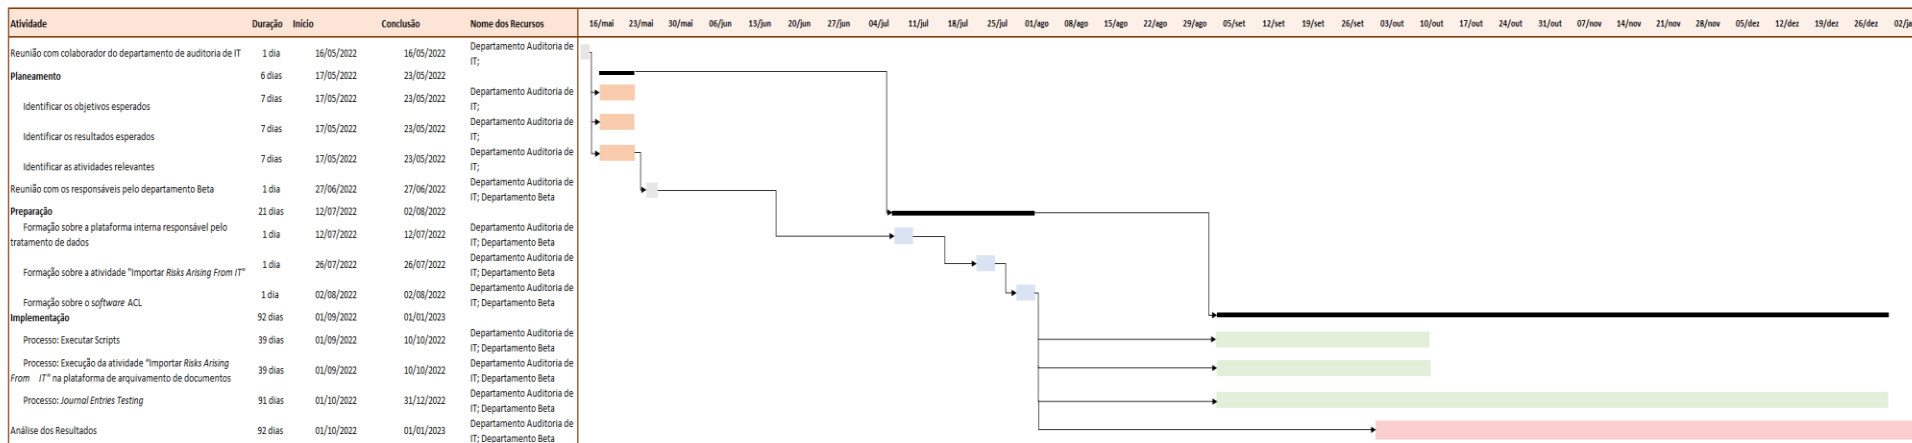 Atividade Duração Início Conclusão Nome dos Recursos 16/mai 23/mai 30/mai 06/jun 13/jun 20/jun 27/jun 04/jul 11/jul 18/jul 25/jul 01/ago 08/ago 15/ago 22/ago 29/ago 05/set 12/set 19/set 26/set 03/out 10/out 17/out 24/out 31/out 07/nov 14/nov 21/nov 28/nov 05/dez 12/dez 19/dez 26/dez 02/ja
Reunião com colaborador do departamento de auditoria de IT 1 dia 16/05/2022 16/05/2022 Departamento Auditoria de
IT;
Planeamento 6 dias 17/05/2022 23/05/2022
Identificar os objetivos esperados 7 dias 17/05/2022 23/05/2022 Departamento Auditoria de
IT;
Identificar os resultados esperados 7 dias 17/05/2022 23/05/2022 Departamento Auditoria de
IT;
Identificar as atividades relevantes 7 dias 17/05/2022 23/05/2022 Departamento Auditoria de
IT;
Reunião com os responsáveis pelo departamento Beta 1 dia 27/06/2022 27/06/2022 Departamento Auditoria de
IT; Departamento Beta
Preparação 21 dias 12/07/2022 02/08/2022
Formação sobre a plataforma interna responsável pelo
tratamento de dados 1 dia 12/07/2022 12/07/2022 Departamento Auditoria de
IT; Departamento Beta
Formação sobre a atividade "Importar Risks Arising From IT" 1 dia 26/07/2022 26/07/2022 Departamento Auditoria de
IT; Departamento Beta
Formação sobre o software ACL 1 dia 02/08/2022 02/08/2022 Departamento Auditoria de
IT; Departamento Beta
Implementação 92 dias 01/09/2022 01/01/2023
Processo: Executar Scripts 39 dias 01/09/2022 10/10/2022 Departamento Auditoria de
IT; Departamento Beta
Processo: Execução da atividade "Importar Risks Arising
From IT" na plataforma de arquivamento de documentos 39 dias 01/09/2022 10/10/2022 Departamento Auditoria de
IT; Departamento Beta
Processo: Journal Entries Testing 91 dias 01/10/2022 31/12/2022 Departamento Auditoria de
IT; Departamento Beta
Análise dos Resultados 92 dias 01/10/2022 01/01/2023 Departamento Auditoria de
IT; Departamento Beta